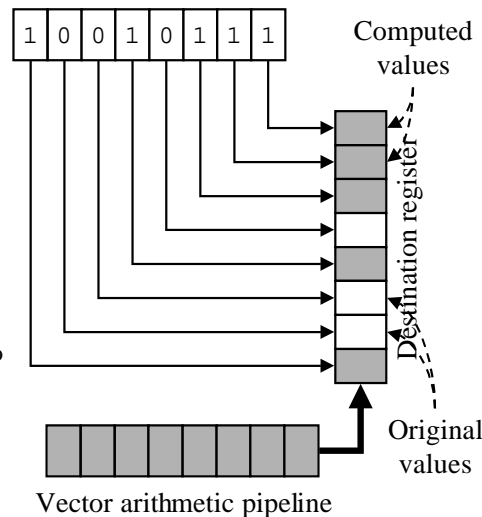 1 0 0 1 0 1 1 1
Computed
values
Destination register
Original
values
Vector arithmetic pipeline